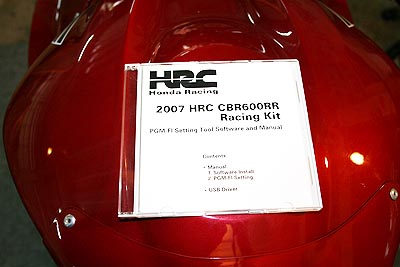 HRC
Honda Racing
2007 HRC CBR600RR
Racing Kit
PGM-FI Setting Tool Software and Manual
Contents
• Manual
1. Software Install
2. PGM-FI Setting
• USB Driver